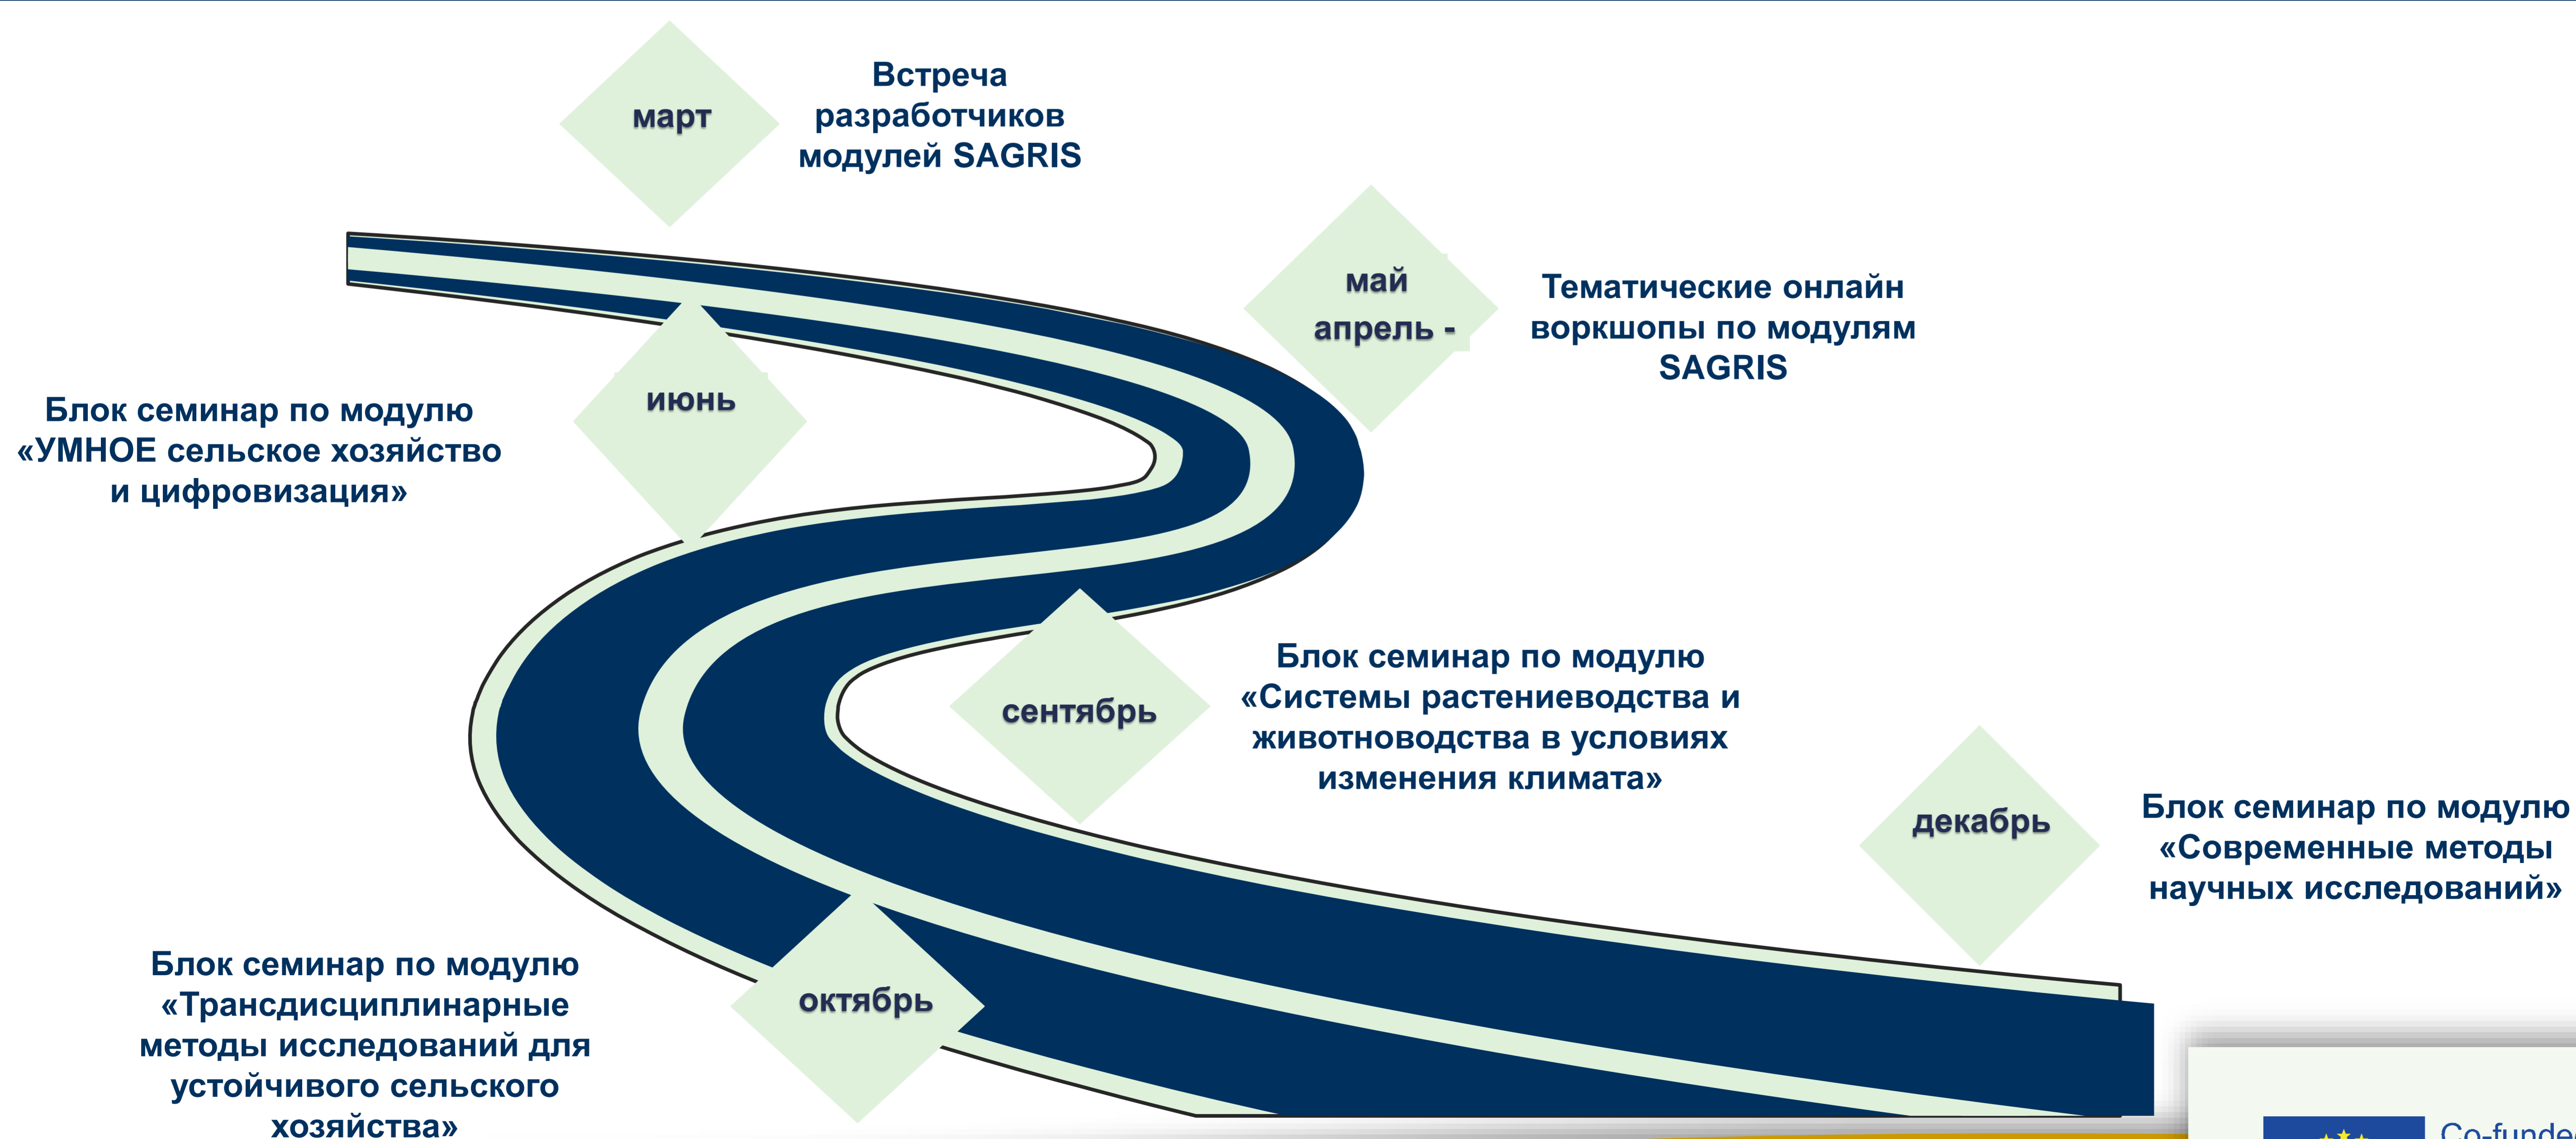 март
Встреча
разработчиков
модулей SAGRIS
май
апрель -
Тематические онлайн
воркшопы по модулям
SAGRIS
июнь
Блок семинар по модулю
«УМНОЕ сельское хозяйство
и цифровизация»
сентябрь
Блок семинар по модулю
«Системы растениеводства и
животноводства в условиях
изменения климата»
декабрь
Блок семинар по модулю
«Современные методы
научных исследований»
октябрь
Блок семинар по модулю
«Трансдисциплинарные
методы исследований для
устойчивого сельского
хозяйства»